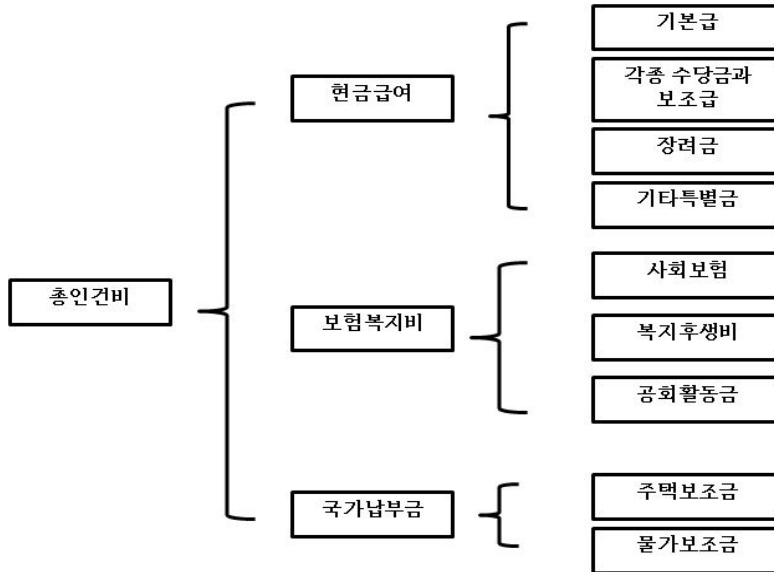 총인건비
현금급여
기본급
각종 수당금과
보조급
장려금
기타특별금
보험복지비
사회보험
복지후생비
공회활동금
국가납부금
주택보조금
물가보조금